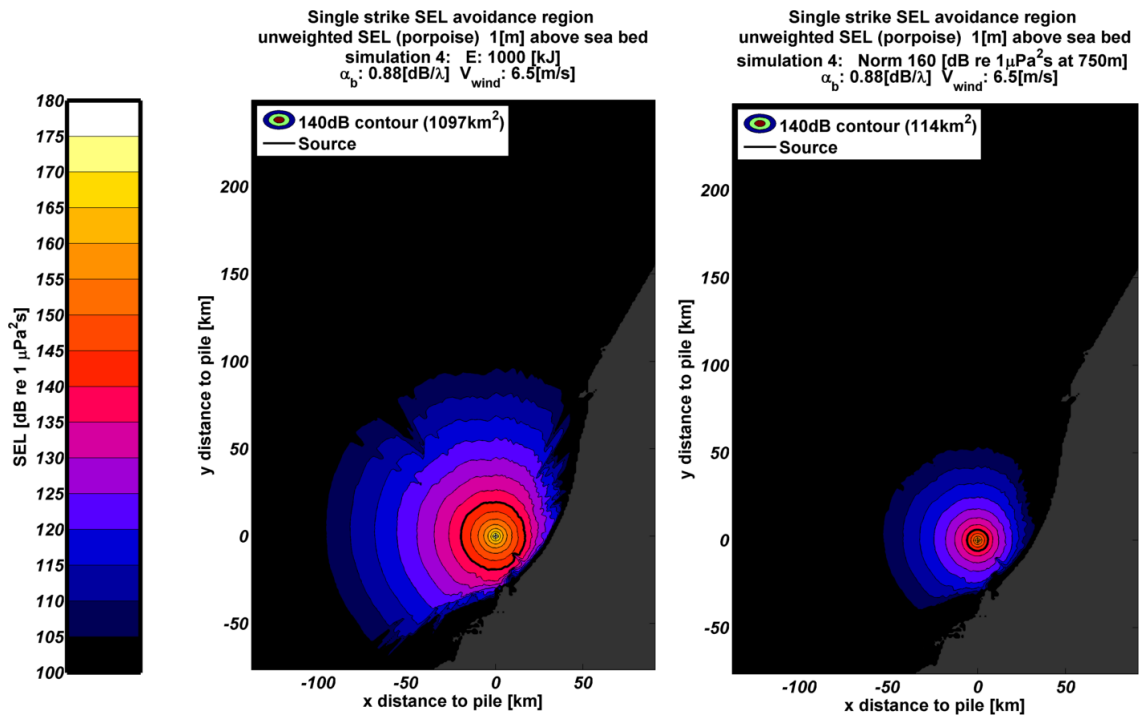 Single strike SEL avoidance region
unweighted SEL (porpoise) 1[m] above sea bed
simulation 4: E: 1000 [kJ]
α_b: 0.88[dB/λ] V_wind: 6.5[m/s]
140dB contour (1097km²)
Source
200
150
100
50
0
-50
y distance to pile [km]
-100
-50
0
50
x distance to pile [km]
Single strike SEL avoidance region
unweighted SEL (porpoise) 1[m] above sea bed
simulation 4: Norm 160 [dB re 1µPa²s at 750m]
α_b: 0.88[dB/λ] V_wind: 6.5[m/s]
140dB contour (114km²)
Source
200
150
100
50
0
-50
y distance to pile [km]
-100
-50
0
50
x distance to pile [km]
180
175
170
165
160
155
150
145
140
135
130
125
120
115
110
105
100
SEL [dB re 1 µPa²s]